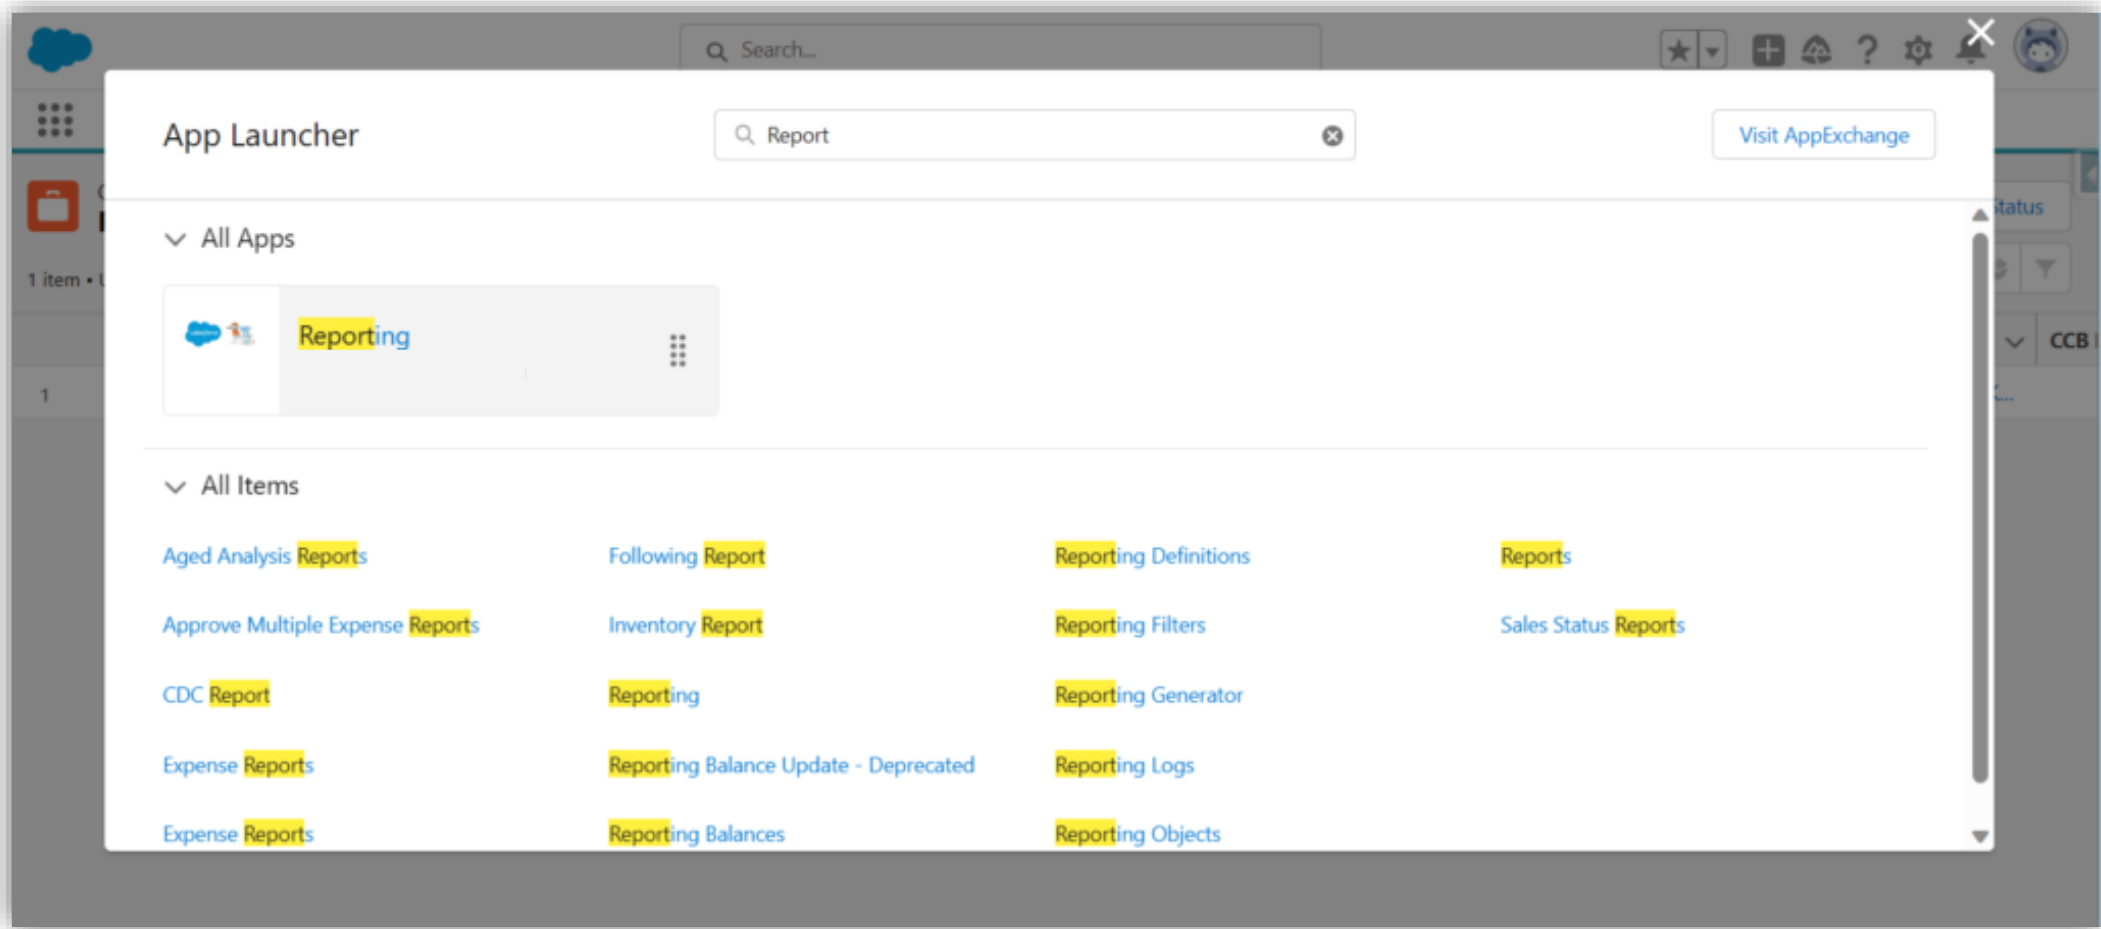 Search...
App Launcher
Report
Visit AppExchange
Status
All Apps
1 item •
Reporting
CCB
1
All Items
Aged Analysis Reports
Following Report
Reporting Definitions
Reports
Approve Multiple Expense Reports
Inventory Report
Reporting Filters
Sales Status Reports
CDC Report
Reporting
Reporting Generator
Expense Reports
Reporting Balance Update - Deprecated
Reporting Logs
Expense Reports
Reporting Balances
Reporting Objects